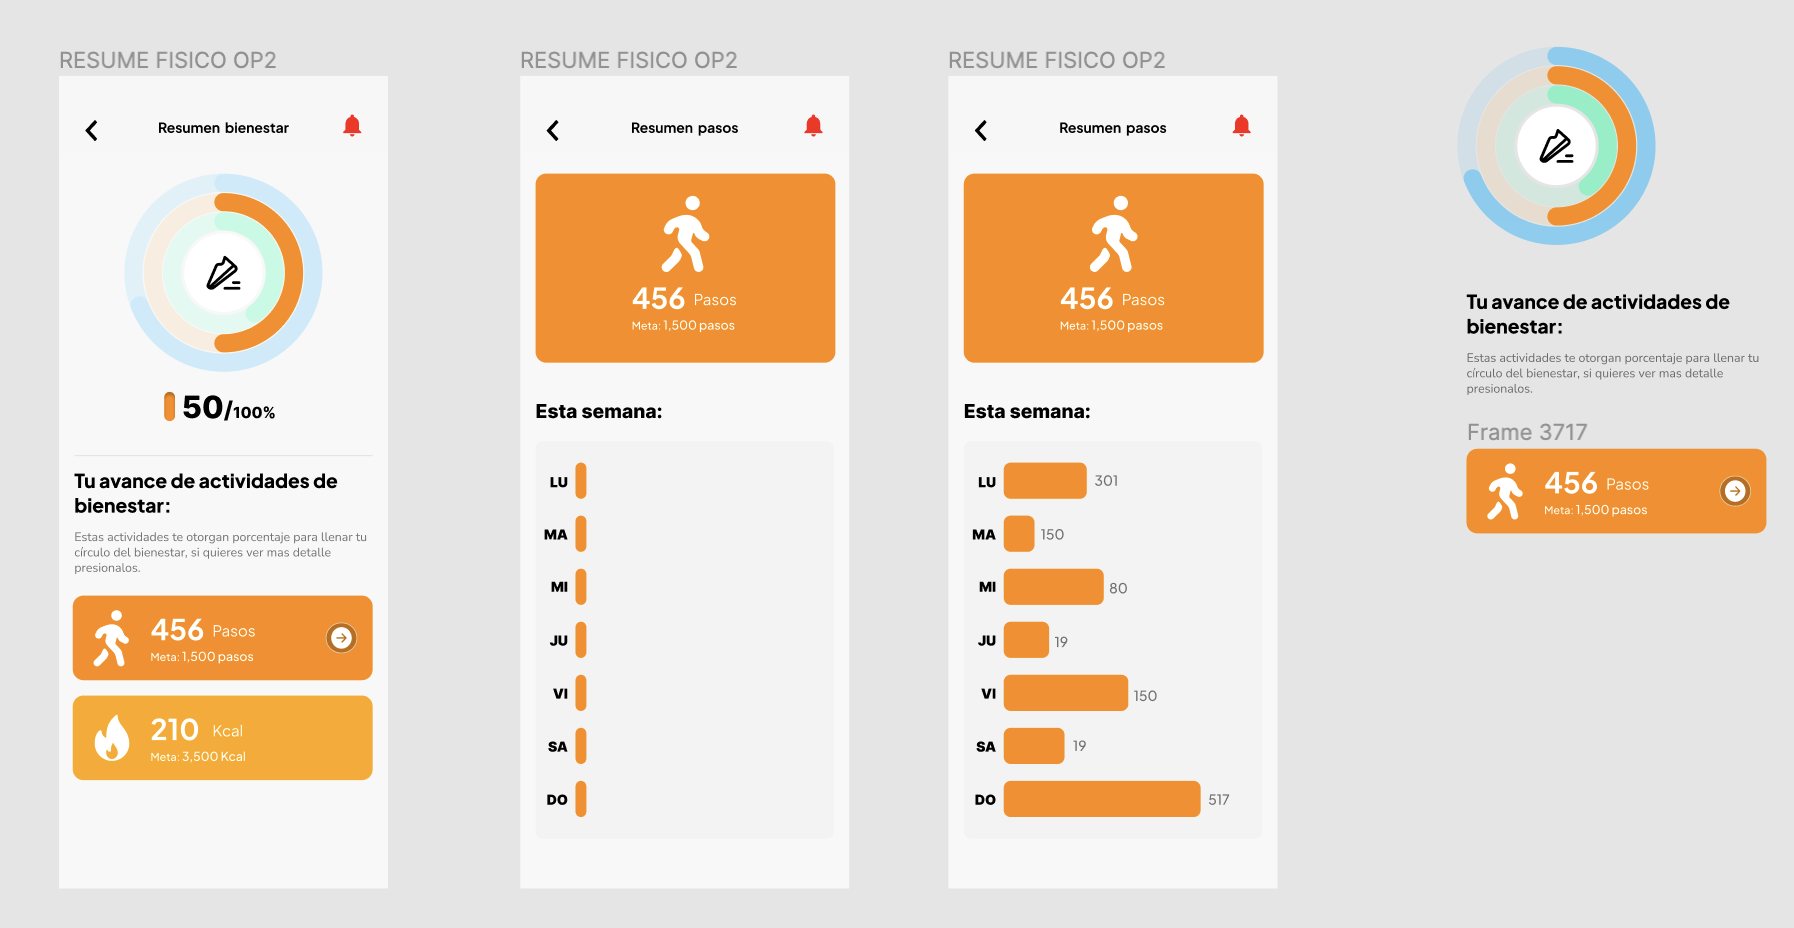 RESUME FISICO OP2
Resumen bienestar
50/100%
Tu avance de actividades de
bienestar:
Estas actividades te otorgan porcentaje para llenar tu
círculo del bienestar, si quieres ver mas detalle
presionalos.
456 Pasos
Meta: 1,500 pasos
210 Kcal
Meta: 3,500 Kcal
RESUME FISICO OP2
Resumen pasos
456 Pasos
Meta: 1,500 pasos
Esta semana:
LU
MA
MI
JU
VI
SA
DO
RESUME FISICO OP2
Resumen pasos
456 Pasos
Meta: 1,500 pasos
Esta semana:
LU 301
MA 150
MI 80
JU 19
VI 150
SA 19
DO 517
Tu avance de actividades de
bienestar:
Estas actividades te otorgan porcentaje para llenar tu
círculo del bienestar, si quieres ver mas detalle
presionalos.
Frame 3717
456 Pasos
Meta: 1,500 pasos